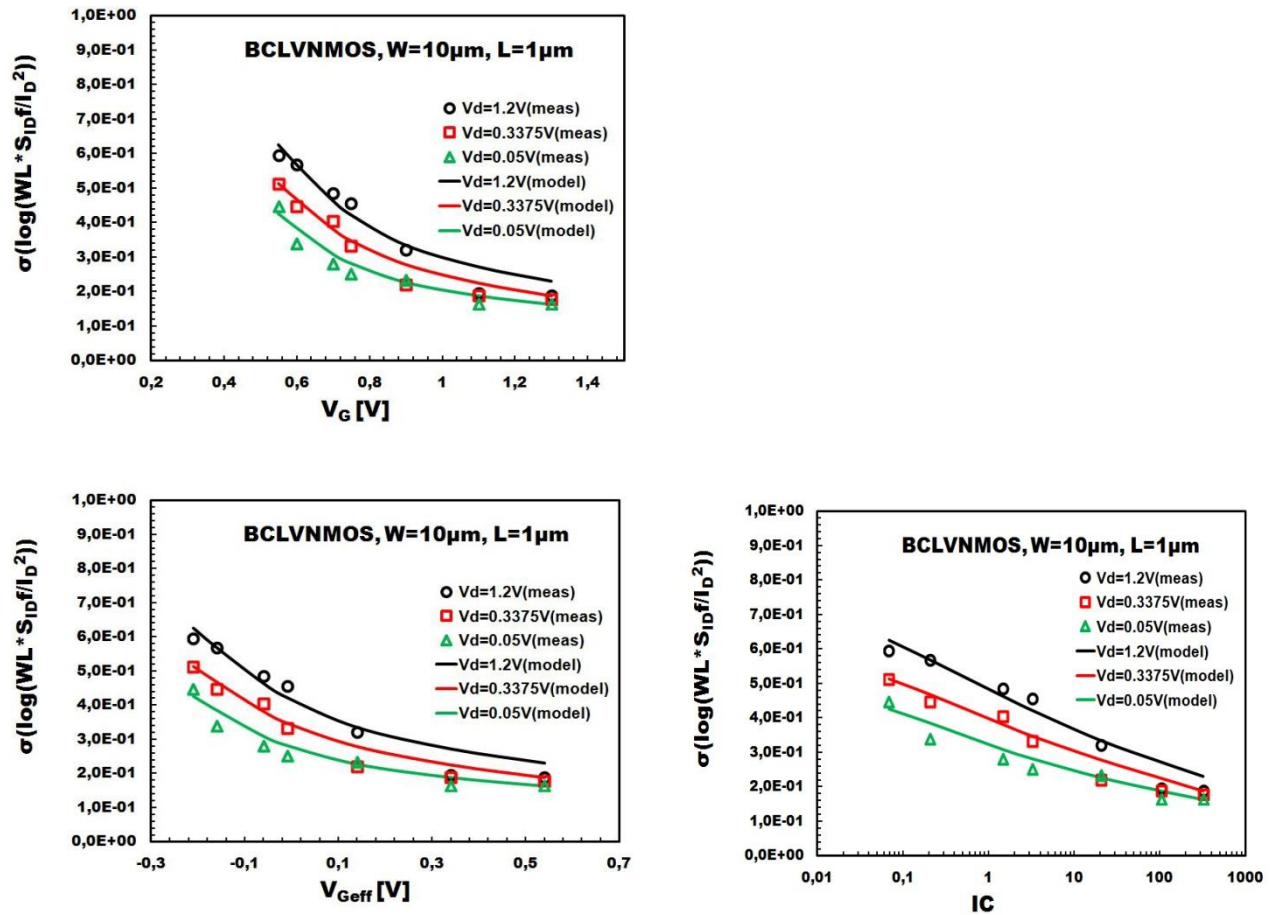 σ(log(WL*S_ID f/I_D²))
1,0E+00
9,0E-01
8,0E-01
7,0E-01
6,0E-01
5,0E-01
4,0E-01
3,0E-01
2,0E-01
1,0E-01
0,0E+00
BCLVNMOS, W=10µm, L=1µm
Vd=1.2V(meas)
Vd=0.3375V(meas)
Vd=0.05V(meas)
Vd=1.2V(model)
Vd=0.3375V(model)
Vd=0.05V(model)
0,2 0,4 0,6 0,8 1 1,2 1,4
V_G [V]
σ(log(WL*S_ID f/I_D²))
1,0E+00
9,0E-01
8,0E-01
7,0E-01
6,0E-01
5,0E-01
4,0E-01
3,0E-01
2,0E-01
1,0E-01
0,0E+00
BCLVNMOS, W=10µm, L=1µm
Vd=1.2V(meas)
Vd=0.3375V(meas)
Vd=0.05V(meas)
Vd=1.2V(model)
Vd=0.3375V(model)
Vd=0.05V(model)
-0,3 -0,1 0,1 0,3 0,5 0,7
V_Geff [V]
σ(log(WL*S_ID f/I_D²))
1,0E+00
9,0E-01
8,0E-01
7,0E-01
6,0E-01
5,0E-01
4,0E-01
3,0E-01
2,0E-01
1,0E-01
0,0E+00
BCLVNMOS, W=10µm, L=1µm
Vd=1.2V(meas)
Vd=0.3375V(meas)
Vd=0.05V(meas)
Vd=1.2V(model)
Vd=0.3375V(model)
Vd=0.05V(model)
0,01 0,1 1 10 100 1000
IC